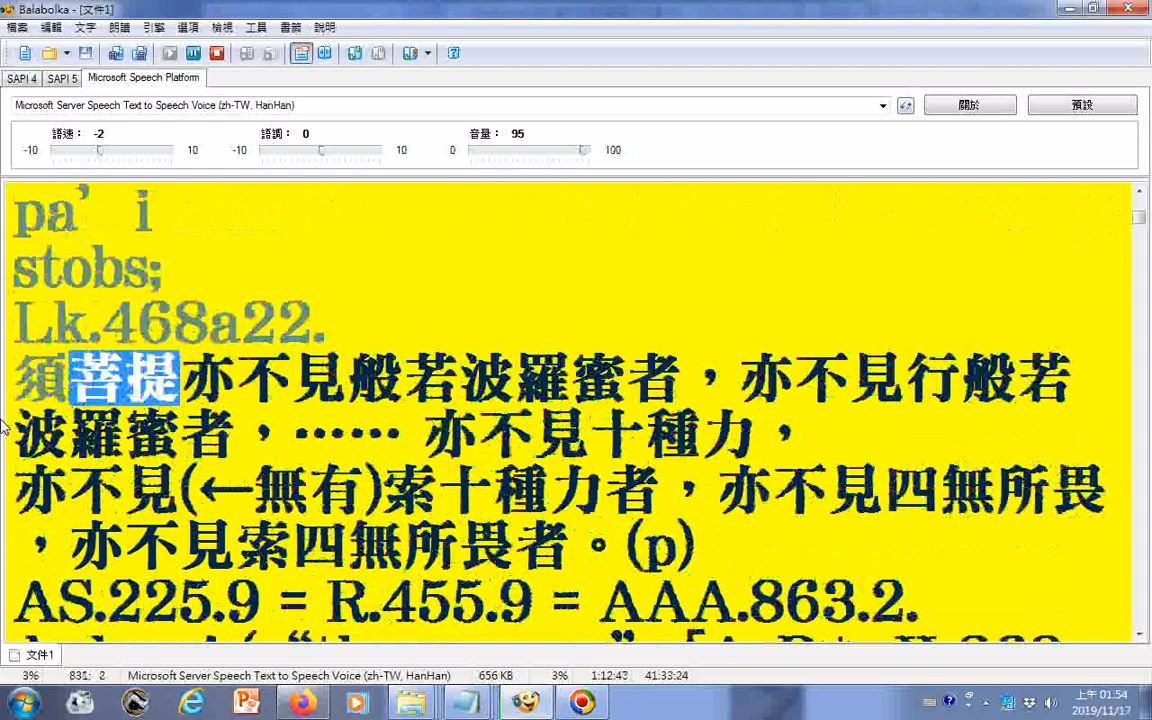 Balabolka - [文件1]
檔案 編輯 文字 朗讀 引擎 選項 檢視 工具 書籤 說明
SAPI 4 SAPI 5 Microsoft Speech Platform
Microsoft Server Speech Text to Speech Voice (zh-TW, HanHan) 關於 預設
語速： -2 語調： 0 音量： 95
-10 10 -10 10 0 100
pa’ i
stobs;
Lk.468a22.
須菩提亦不見般若波羅蜜者，亦不見行般若
波羅蜜者，…… 亦不見十種力，
亦不見(←無有)索十種力者，亦不見四無所畏
，亦不見索四無所畏者。(p)
AS.225.9 = R.455.9 = AAA.863.2.
文件1
3% 831: 2 Microsoft Server Speech Text to Speech Voice (zh-TW, HanHan) 656 KB 3% 1:12:43 41:33:24
上午 01:54
2019/11/17